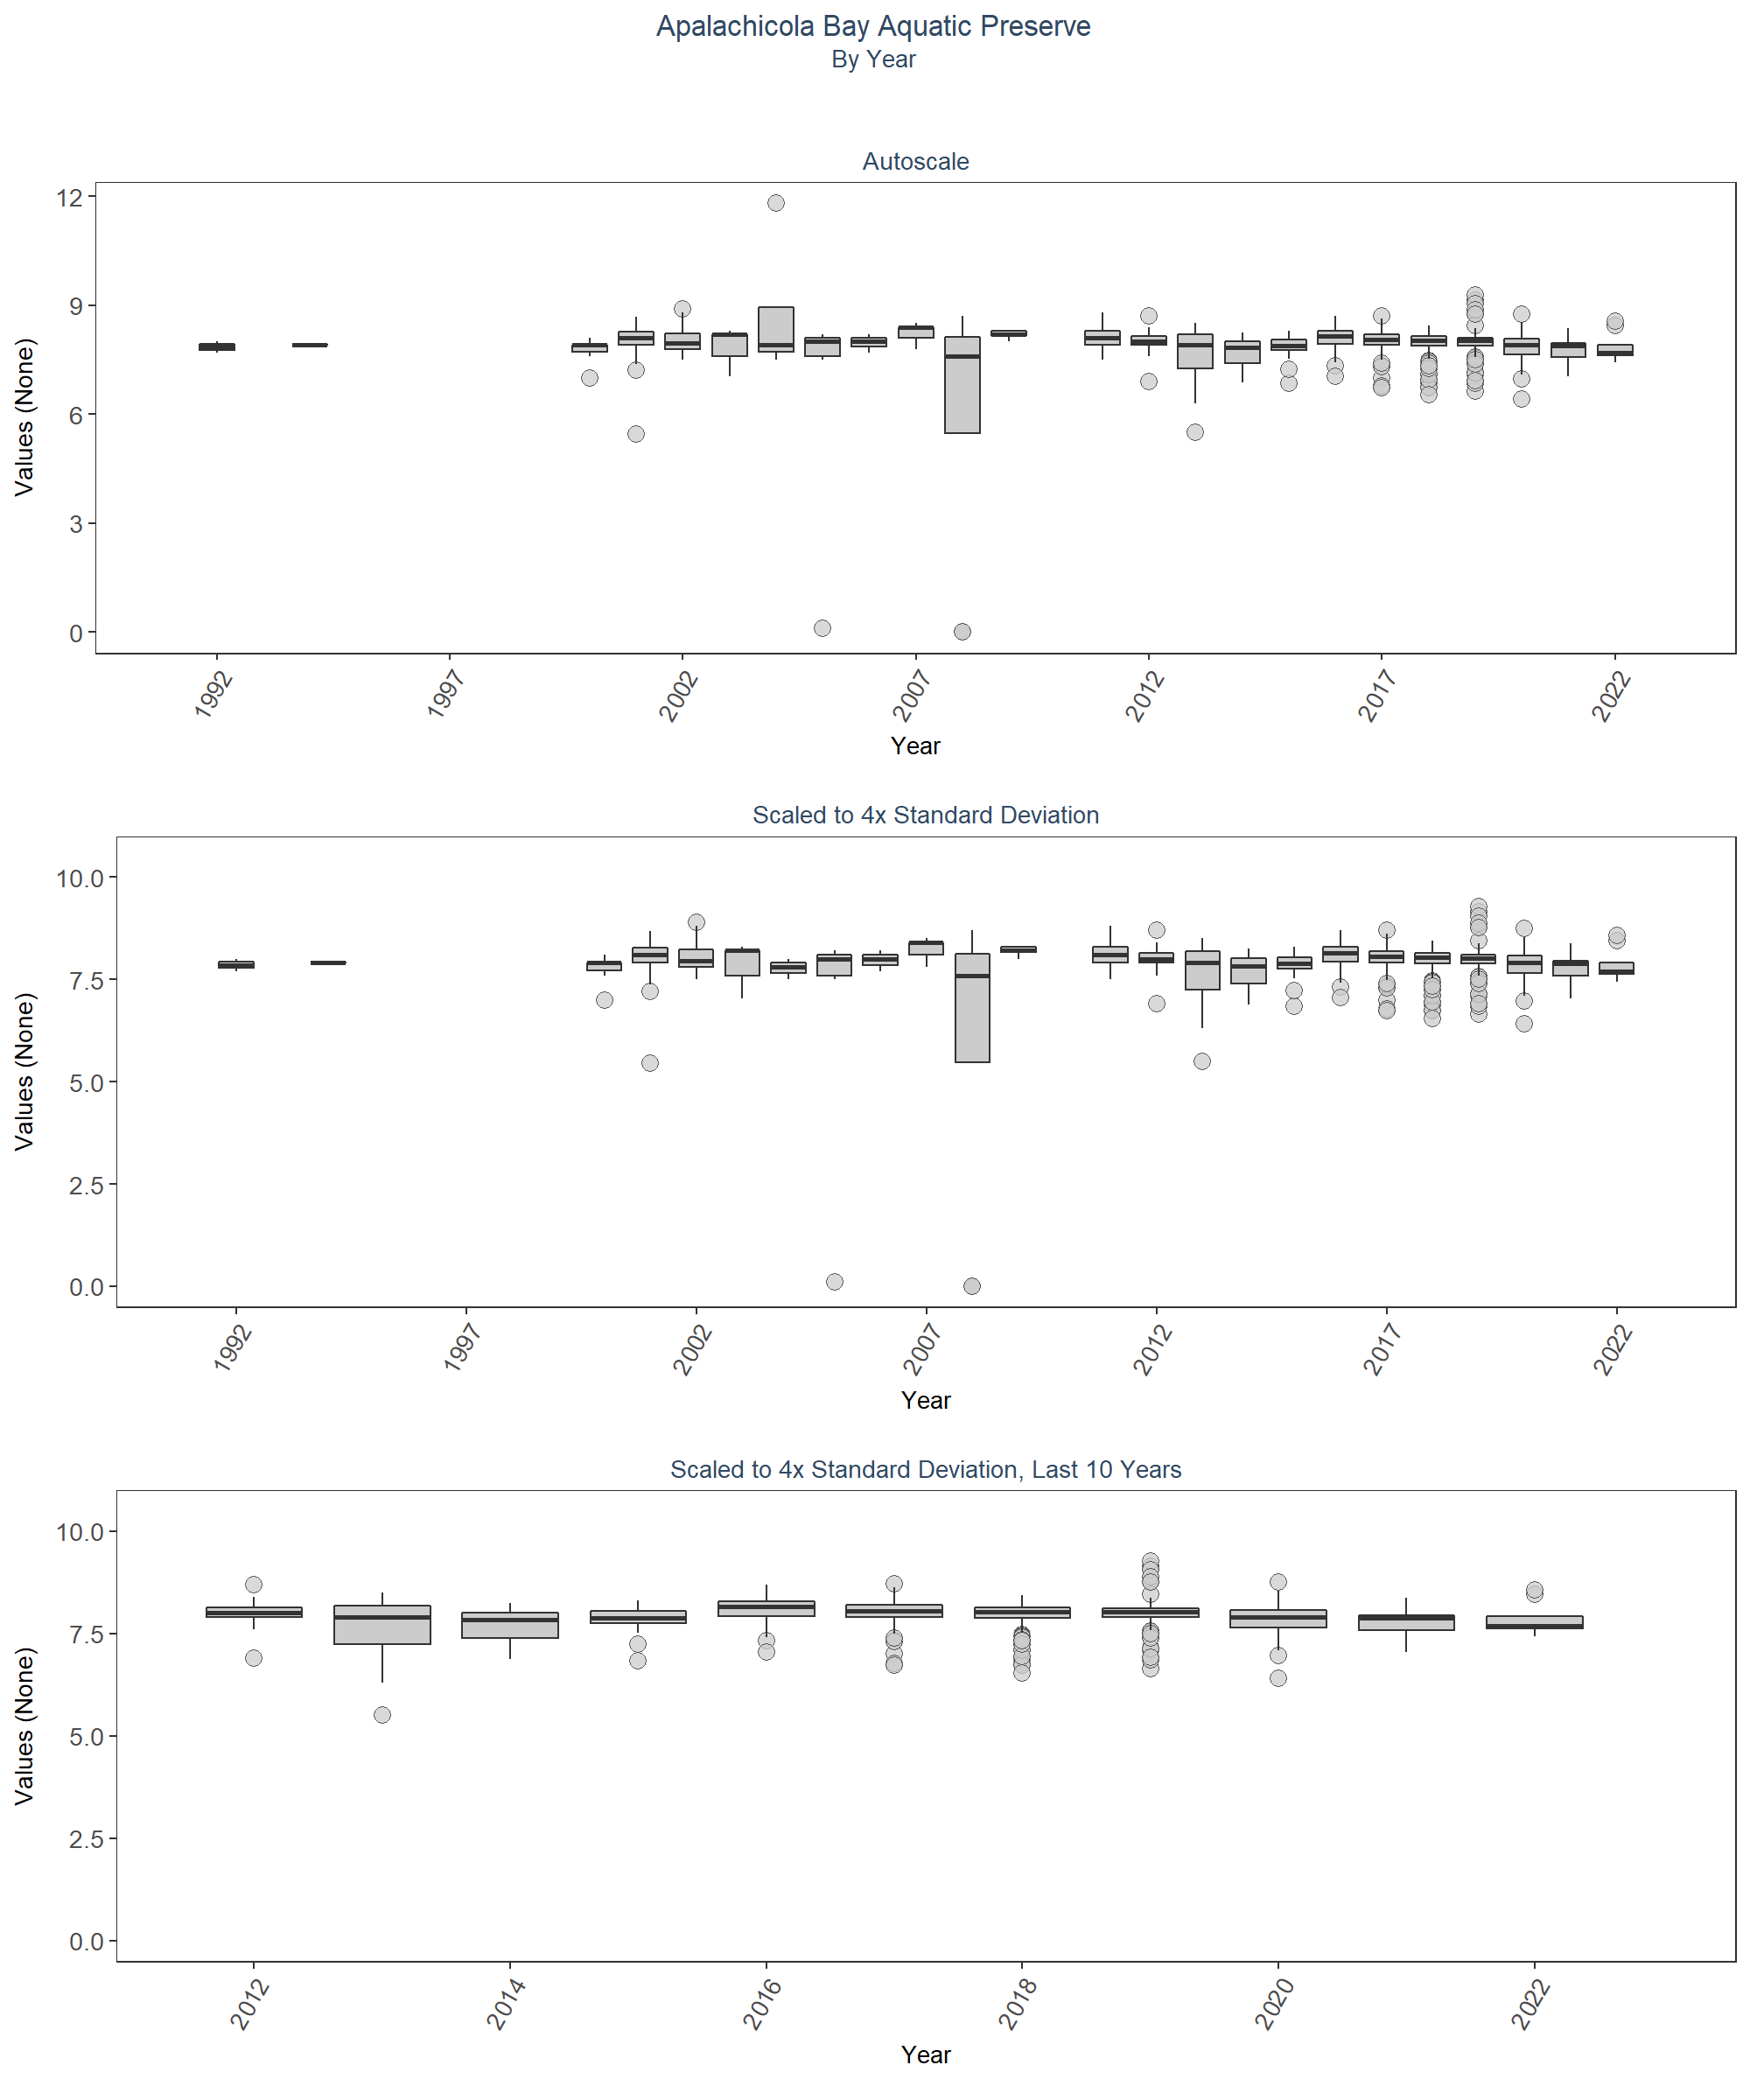 Apalachicola Bay Aquatic Preserve
By Year
Autoscale
Values (None)
12
9
6
3
0
1992 1997 2002 2007 2012 2017 2022
Year
Scaled to 4x Standard Deviation
Values (None)
10.0
7.5
5.0
2.5
0.0
1992 1997 2002 2007 2012 2017 2022
Year
Scaled to 4x Standard Deviation, Last 10 Years
Values (None)
10.0
7.5
5.0
2.5
0.0
2012 2014 2016 2018 2020 2022
Year